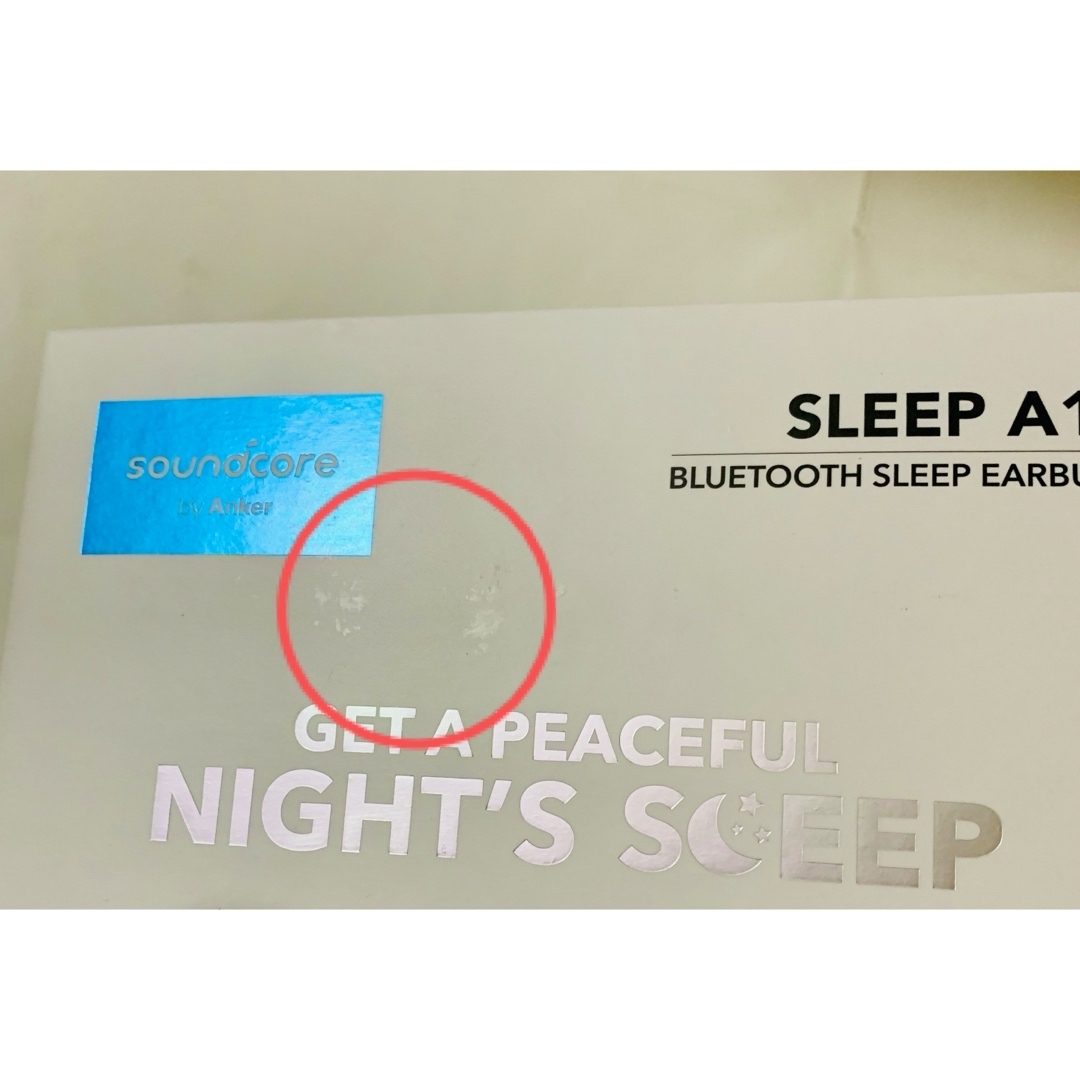 soundcore
by Anker
SLEEP A1
BLUETOOTH SLEEP EARBU
GET A PEACEFUL
NIGHT'S SLEEP